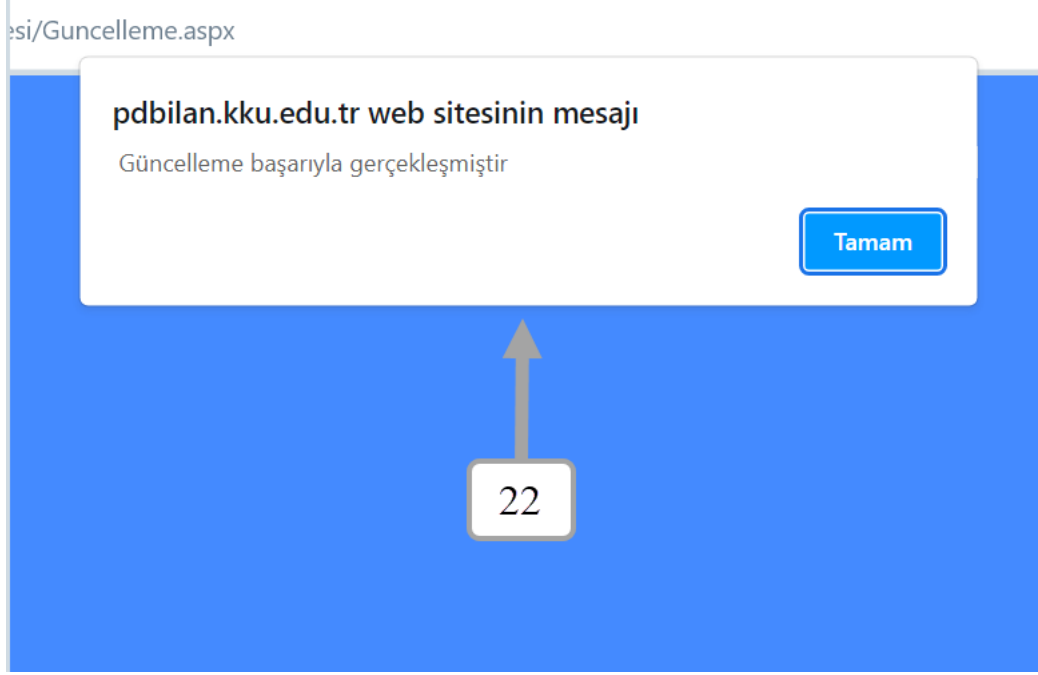 esi/Guncelleme.aspx
pdbilan.kku.edu.tr web sitesinin mesajı
Güncelleme başarıyla gerçekleşmiştir
Tamam
22